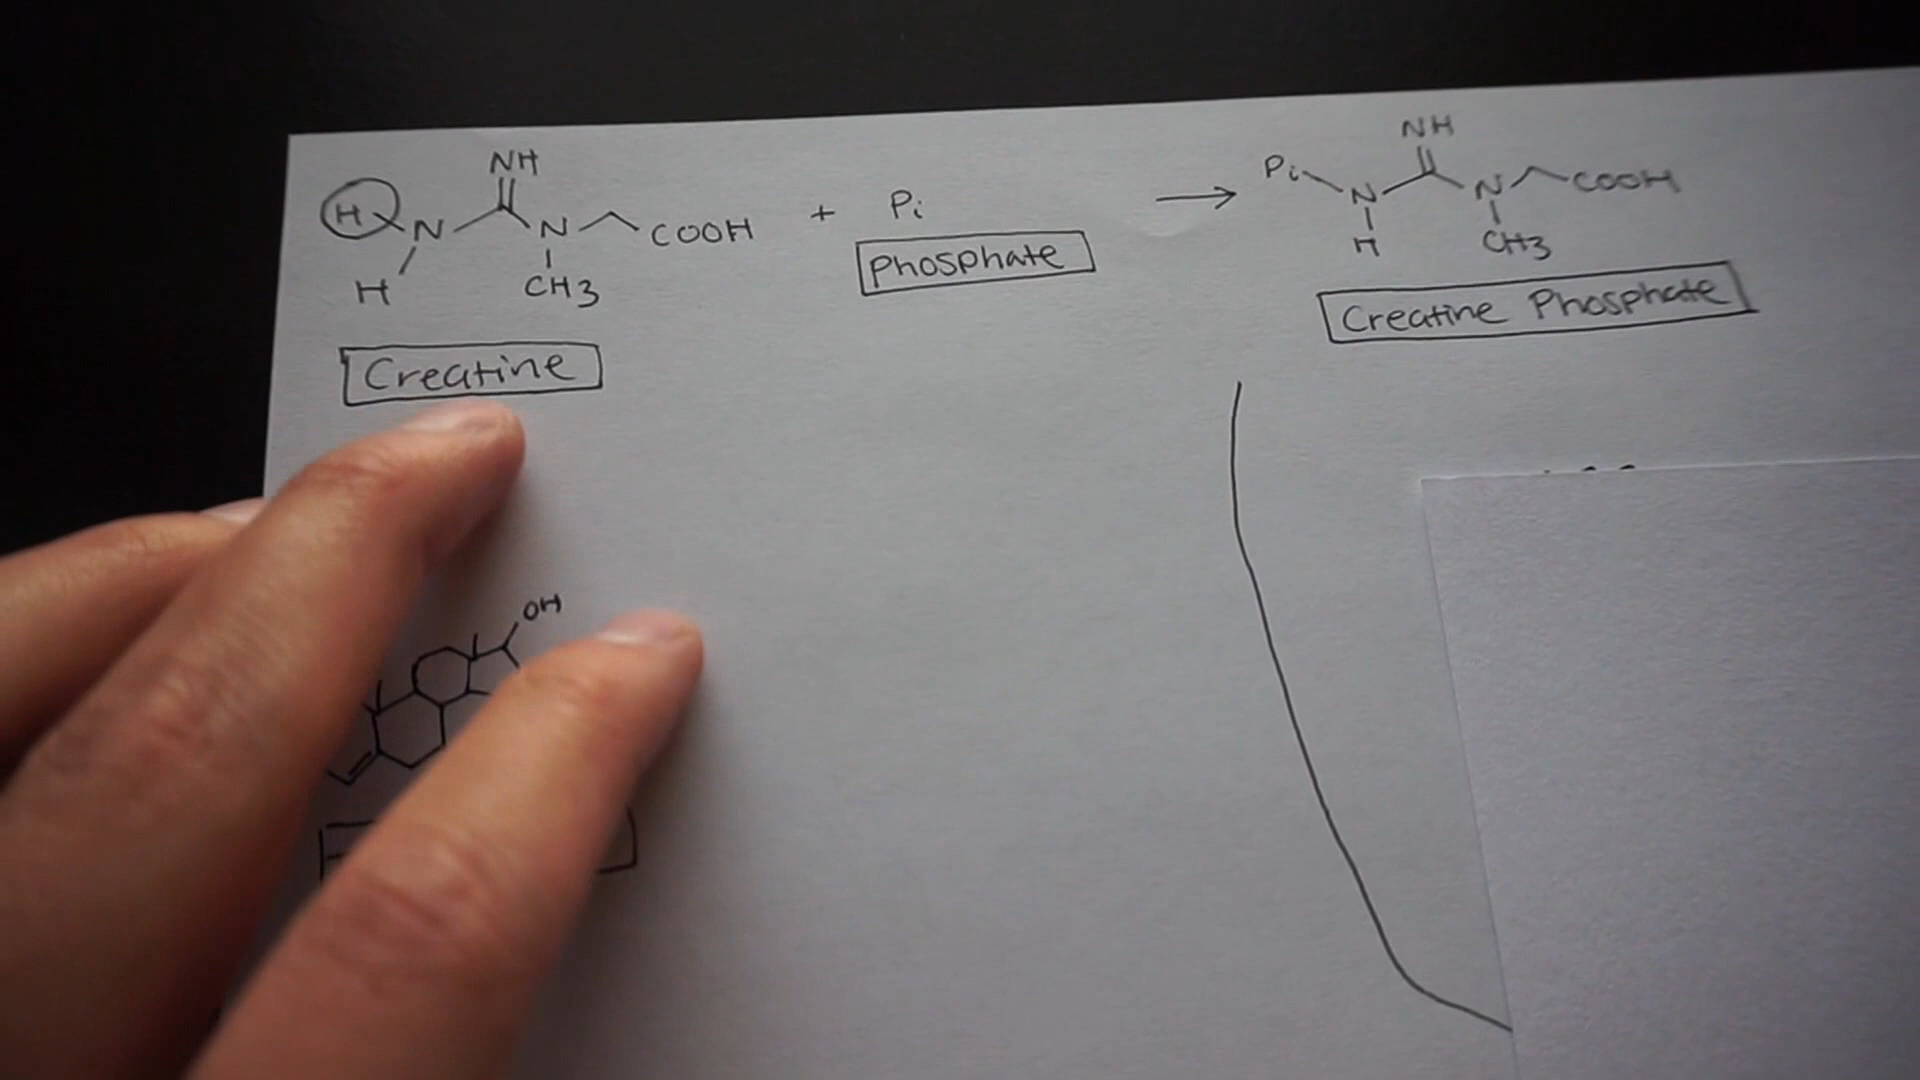 NH
H N N COOH
H CH3
Creatine
+ Pi
Phosphate
→
NH
Pi N N COOH
H CH3
Creatine Phosphate
OH